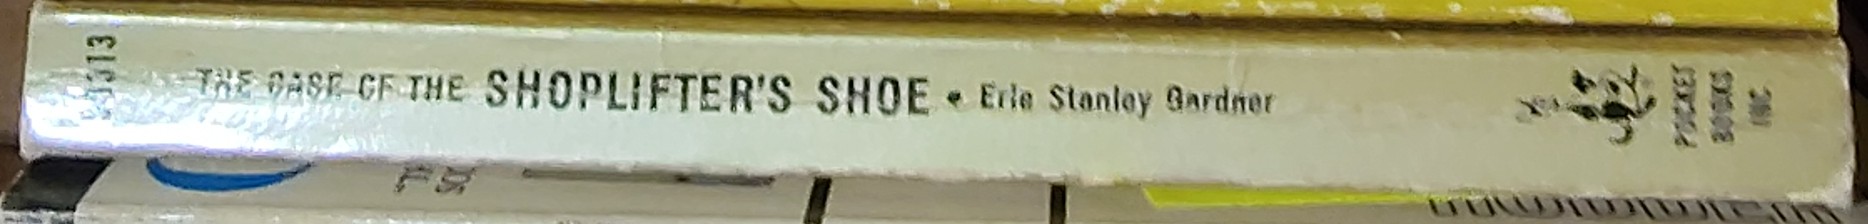 THE CASE OF THE SHOPLIFTER'S SHOE • Erle Stanley Gardner
POCKET
BOOKS
INC